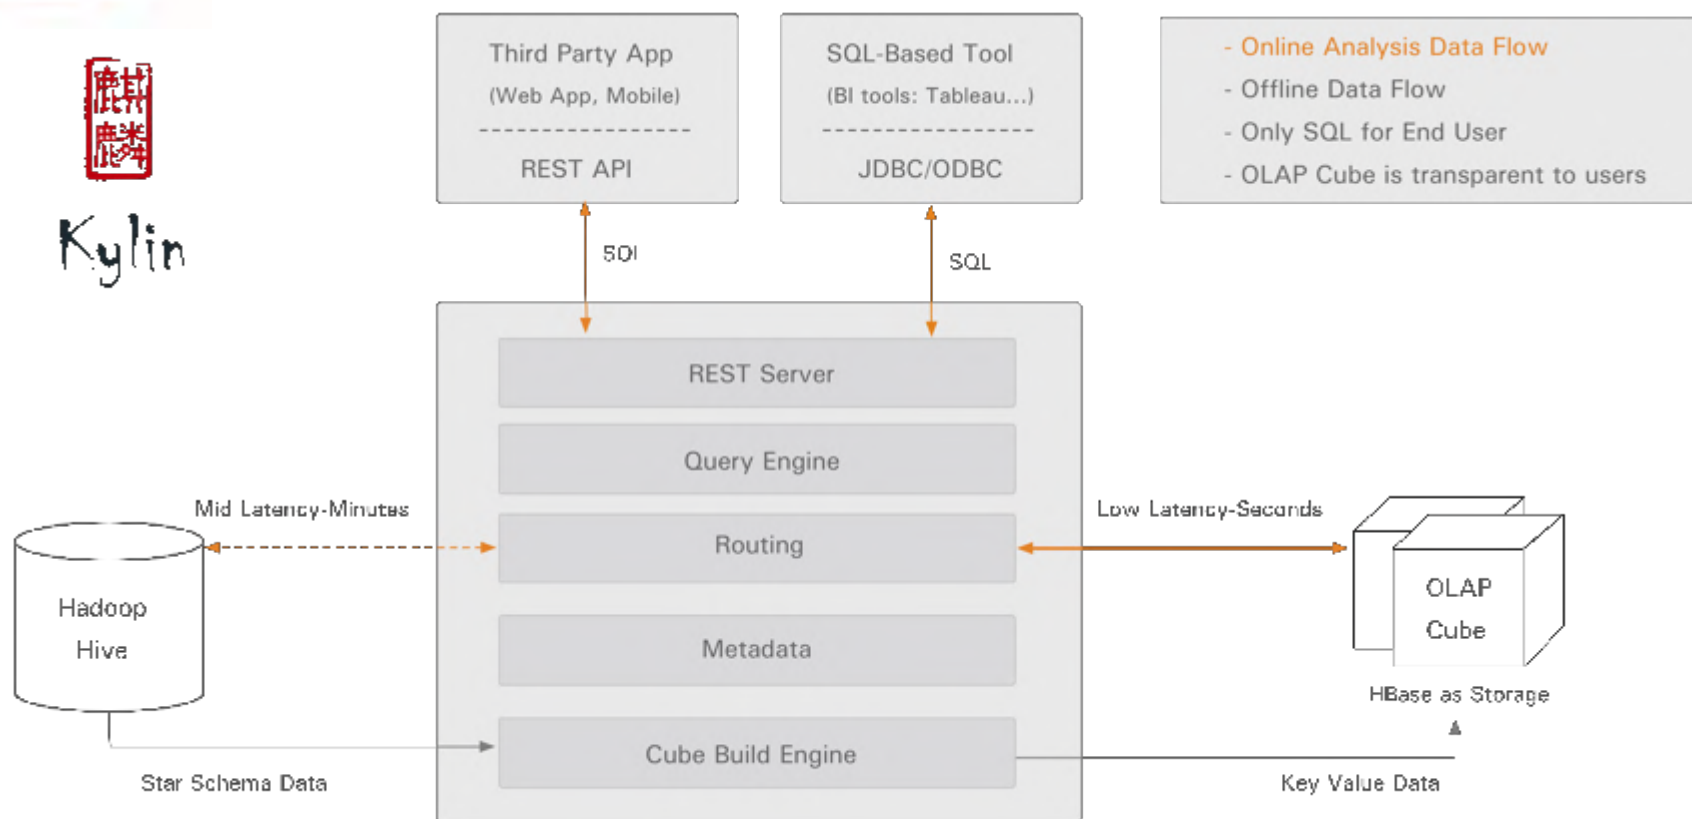 麒
麟
Kylin
Third Party App
(Web App, Mobile)
REST API
SQL-Based Tool
(BI tools: Tableau...)
JDBC/ODBC
- Online Analysis Data Flow
- Offline Data Flow
- Only SQL for End User
- OLAP Cube is transparent to users
SQL
SQL
REST Server
Query Engine
Mid Latency-Minutes
Routing
Low Latency-Seconds
Hadoop
Hive
OLAP
Cube
Metadata
HBase as Storage
Cube Build Engine
Star Schema Data
Key Value Data